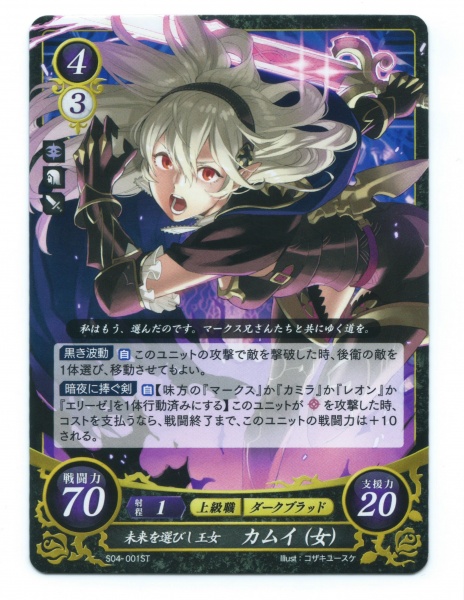 4
3
私はもう、選んだのです。マークス兄さんたちと共にゆく道を。
黒き波動 自 このユニットの攻撃で敵を撃破した時、後衛の敵を
1体選び、移動させてもよい。
暗夜に捧ぐ剣 自【味方の『マークス』か『カミラ』か『レオン』か
『エリーゼ』を1体行動済みにする】このユニットが を攻撃した時、
コストを支払うなら、戦闘終了まで、このユニットの戦闘力は+10
される。
戦闘力
70
射程 1
上級職
ダークブラッド
支援力
20
未来を選びし王女 カムイ(女)
S04-001ST
Illust:コザキユースケ